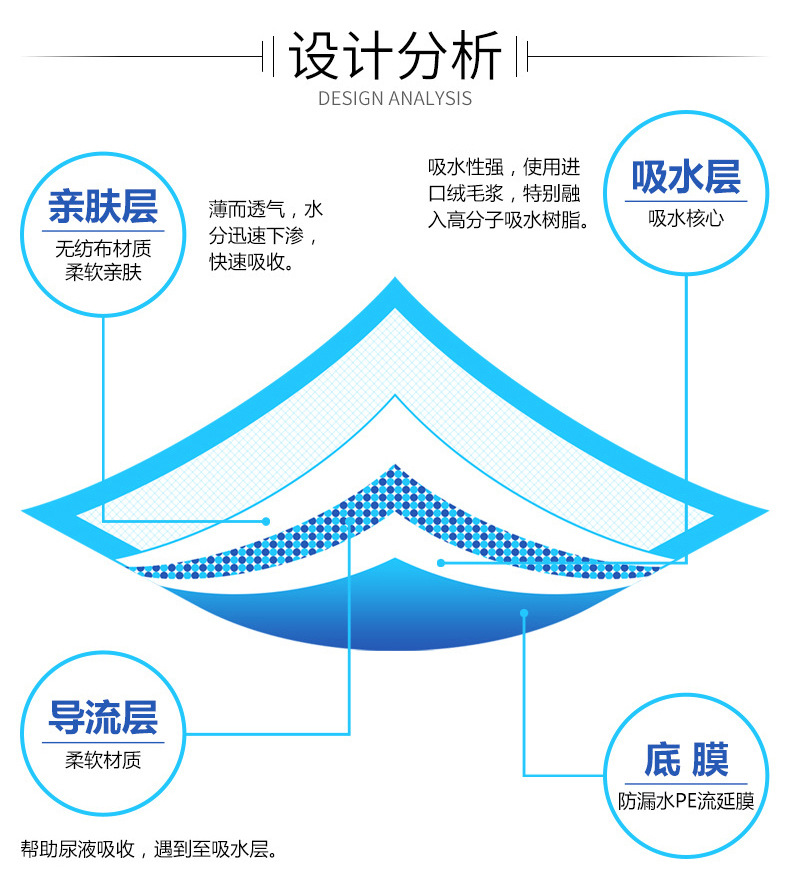 设计分析
DESIGN ANALYSIS
亲肤层
无纺布材质
柔软亲肤
薄而透气，水
分迅速下渗，
快速吸收。
吸水性强，使用进
口绒毛浆，特别融
入高分子吸水树脂。
吸水层
吸水核心
导流层
柔软材质
帮助尿液吸收，遇到至吸水层。
底 膜
防漏水PE流延膜